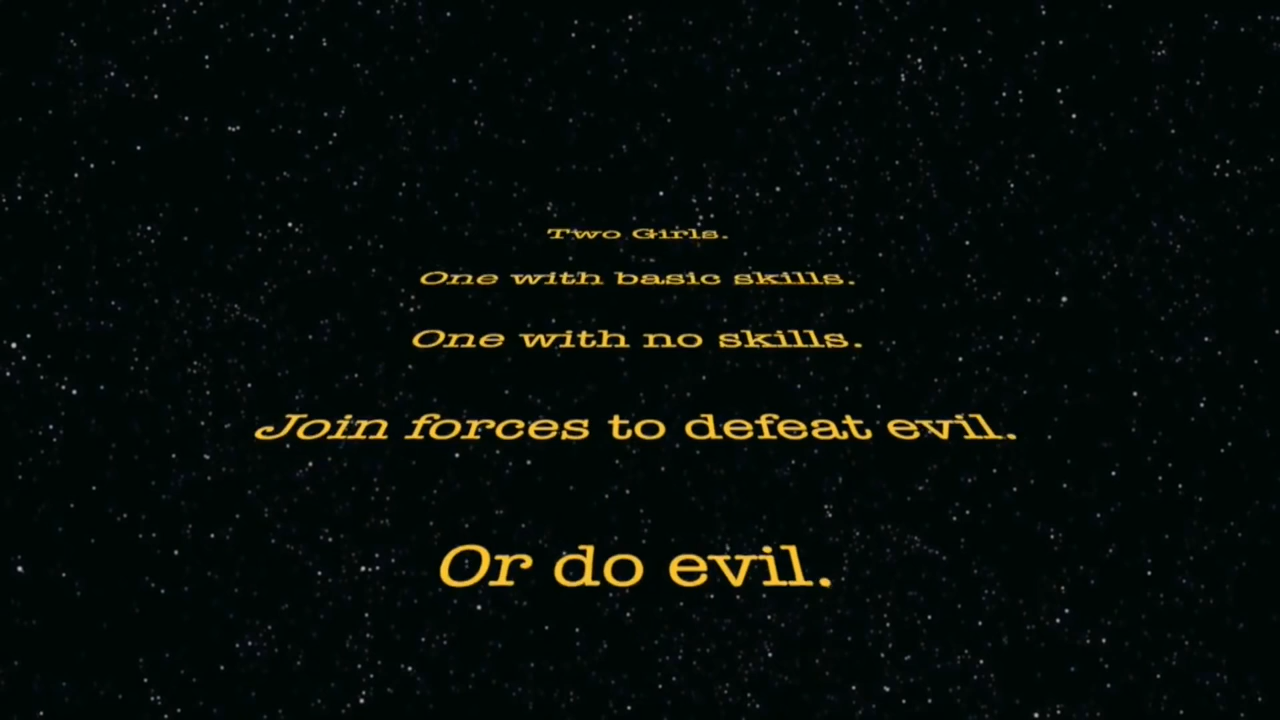 Two Girls.
One with basic skills.
One with no skills.
Join forces to defeat evil.
Or do evil.